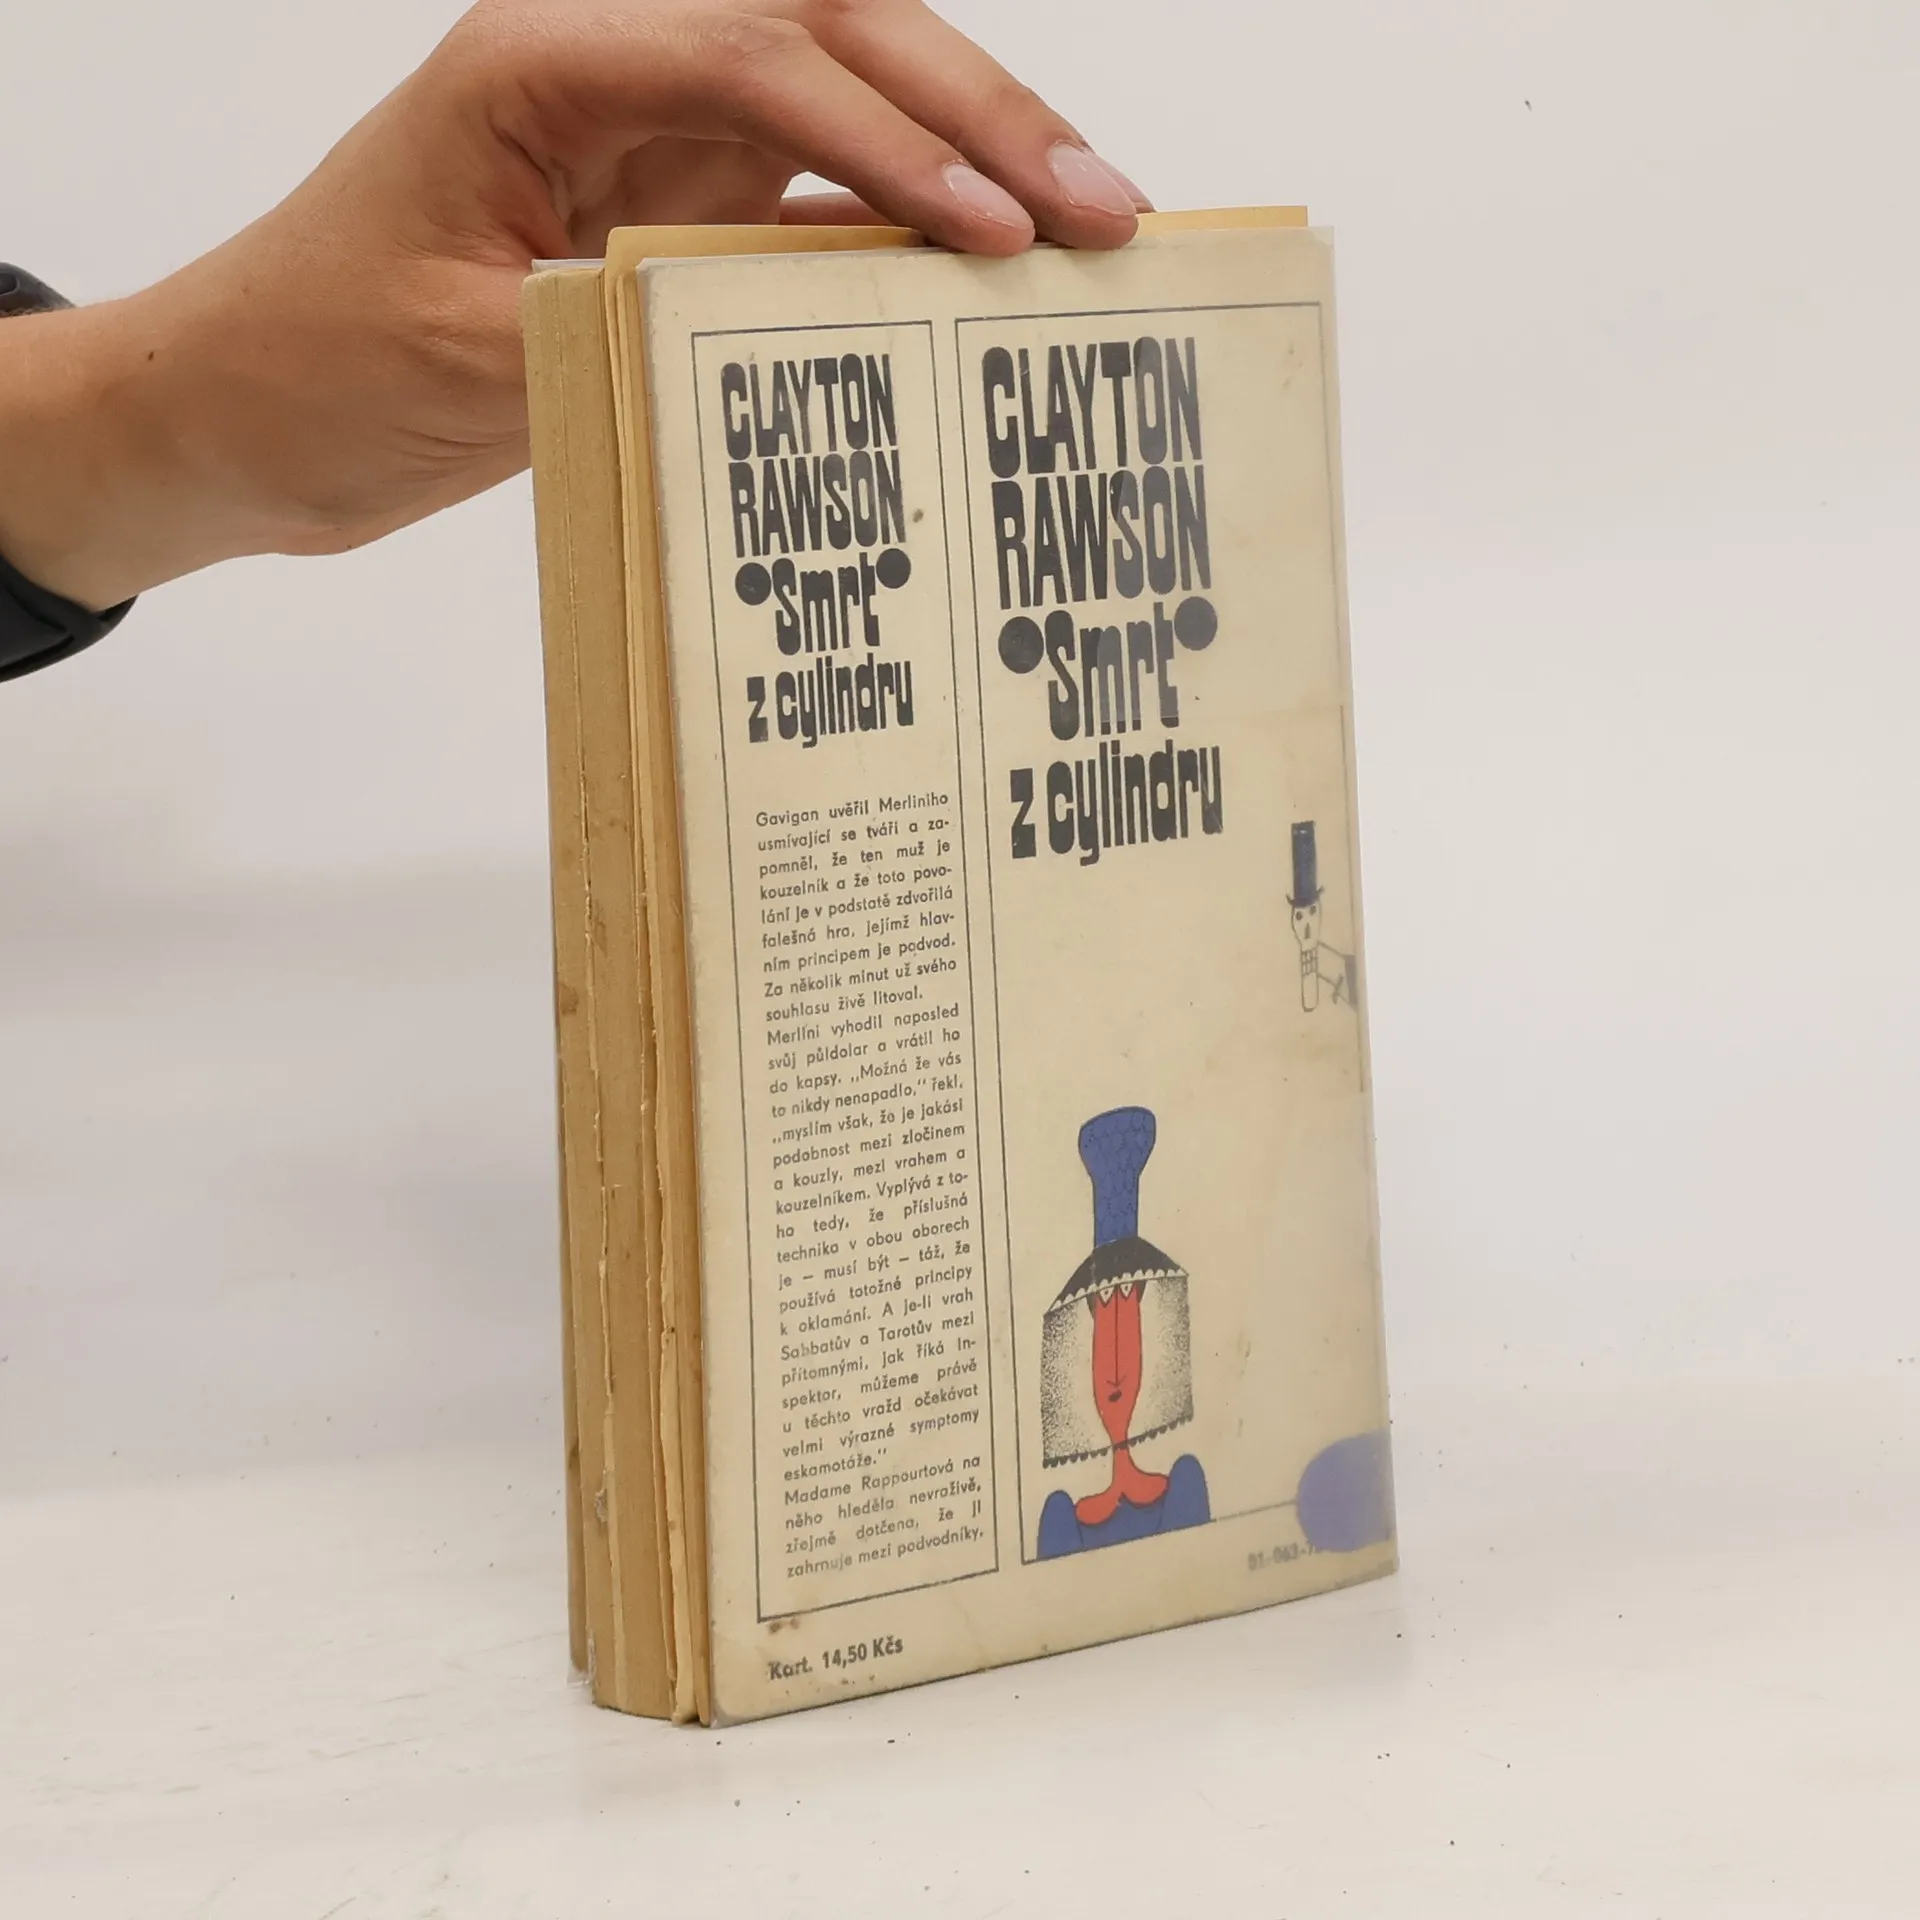 CLAYTON
RAWSON
Smrt
z cylindru
Gavigan uvěřil Merliniho
usmívající se tváři a za-
pomněl, že ten muž je
kouzelník a že toto povo-
lání je v podstatě zdvořilá
falešná hra, jejímž hlav-
ním principem je podvod.
Za několik minut už svého
souhlasu živě litoval.
Merlini vyhodil naposled
svůj půldolar a vrátil ho
do kapsy. „Možná že vás
to nikdy nenapadlo,“ řekl,
„myslím však, žo je jakási
podobnost mezi zločinem
a kouzly, mezi vrahem a
kouzelníkem. Vyplývá z to-
ho tedy, že příslušná
technika v obou oborech
je – musí být – táž, že
používá totožné principy
k oklamání. A je-li vrah
Sabbatův a Tarotův mezi
přítomnými, jak říká in-
spektor, můžeme právě
u těchto vražd očekávat
velmi výrazné symptomy
eskamotáže.“
Madame Rappourtová na
něho hleděla nevraživě,
zřejmě dotčena, že ji
zahrnuje mezi podvodníky.
Kart. 14,50 Kčs
CLAYTON
RAWSON
Smrt
z cylindru
01-063-7